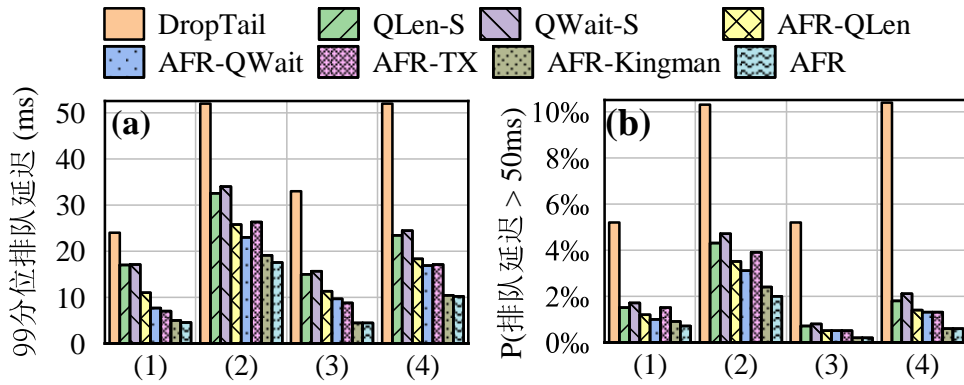 DropTail QLen-S QWait-S AFR-QLen
AFR-QWait AFR-TX AFR-Kingman AFR
(a)
99分位排队延迟 (ms)
50
40
30
20
10
0
(1) (2) (3) (4)
(b)
P(排队延迟 > 50ms)
10‰
8‰
6‰
4‰
2‰
0‰
(1) (2) (3) (4)